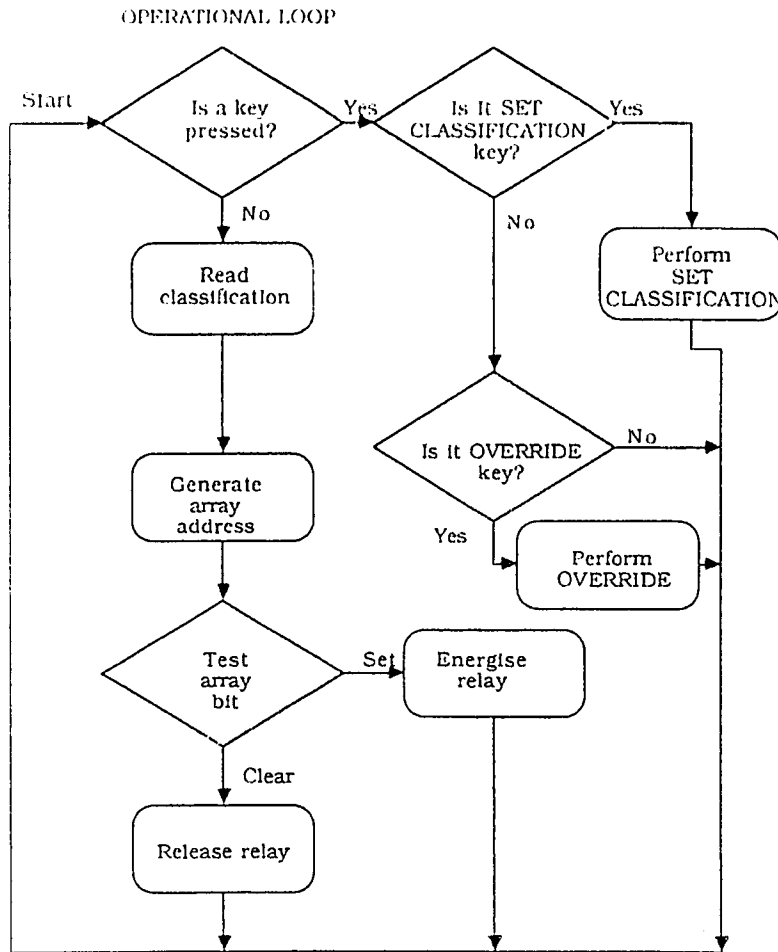 OPERATIONAL LOOP
Start
Is a key
pressed?
Yes
Is it SET
CLASSIFICATION
key?
Yes
No
Read
classification
No
Perform
SET
CLASSIFICATION
Generate
array
address
Is it OVERRIDE
key?
No
Yes
Perform
OVERRIDE
Test
array
bit
Set
Energise
relay
Clear
Release relay